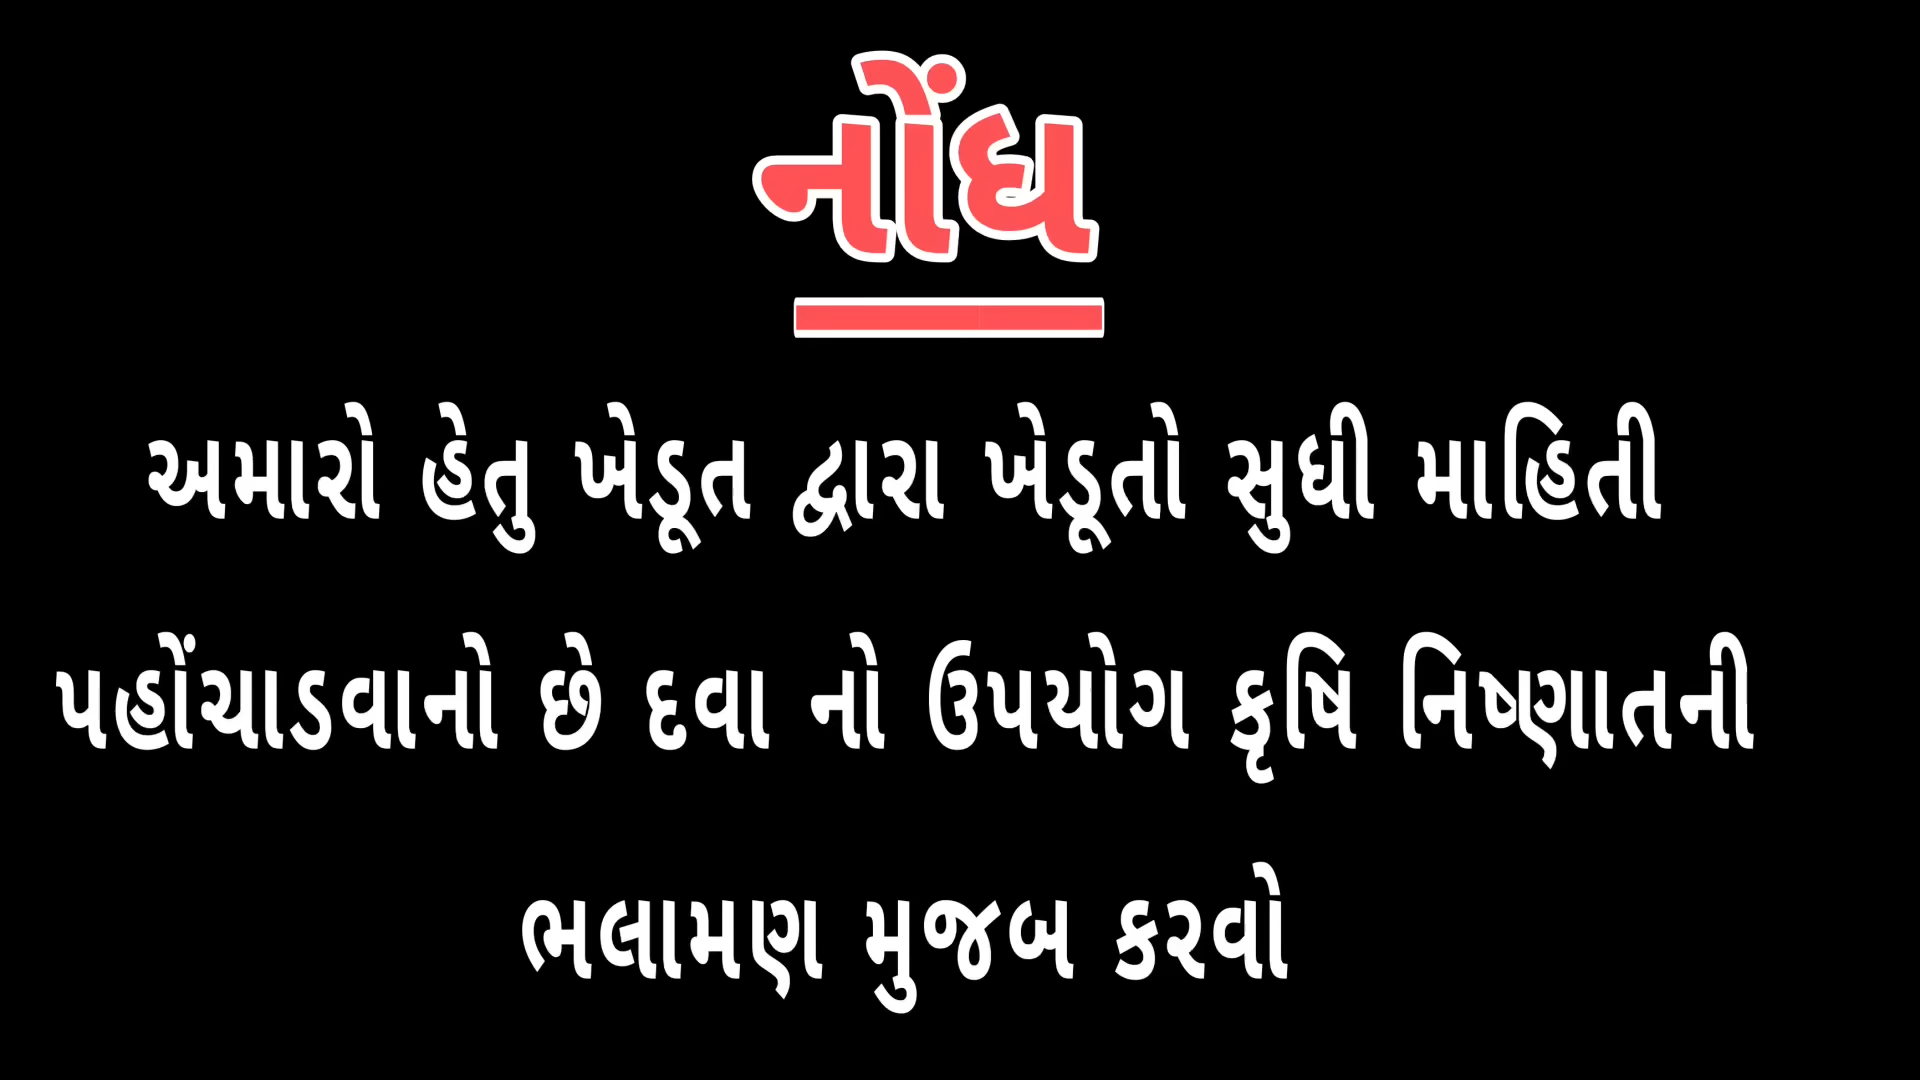 નોંધ
અમારો હેતુ ખેડૂત દ્વારા ખેડૂતો સુધી માહિતી
પહોંચાડવાનો છે દવા નો ઉપયોગ કૃષિ નિષ્ણાતની
ભલામણ મુજબ કરવો